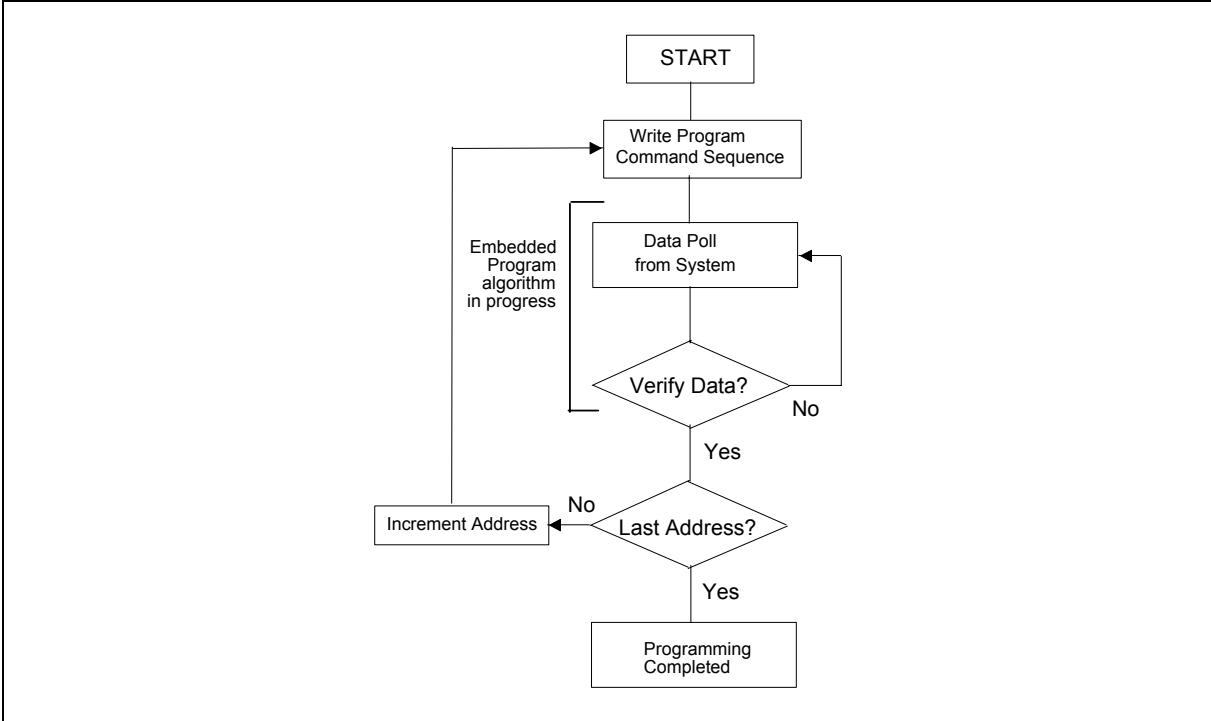 START
Write Program
Command Sequence
Data Poll
from System
Embedded
Program
algorithm
in progress
Verify Data?
No
Yes
No
Increment Address
Last Address?
Yes
Programming
Completed